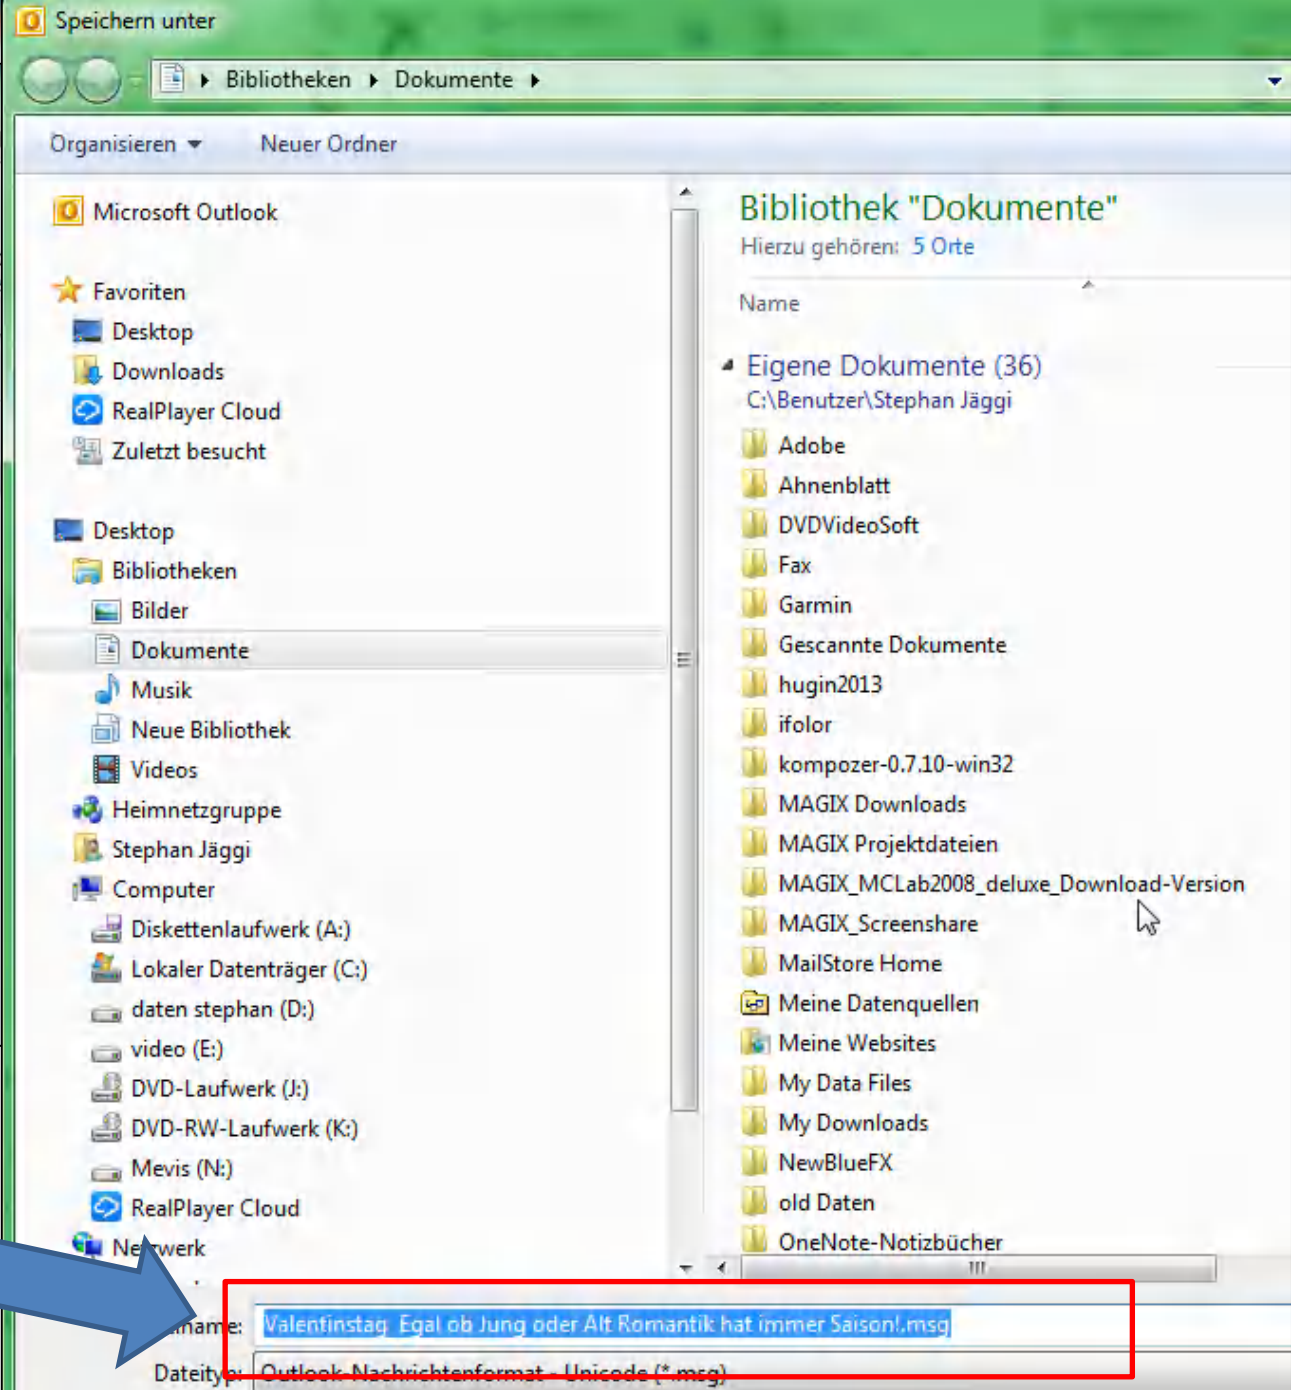 Speichern unter
Bibliotheken Dokumente
Organisieren Neuer Ordner
Microsoft Outlook
Favoriten
Desktop
Downloads
RealPlayer Cloud
Zuletzt besucht
Desktop
Bibliotheken
Bilder
Dokumente
Musik
Neue Bibliothek
Videos
Heimnetzgruppe
Stephan Jäggi
Computer
Diskettenlaufwerk (A:)
Lokaler Datenträger (C:)
daten stephan (D:)
video (E:)
DVD-Laufwerk (J:)
DVD-RW-Laufwerk (K:)
Mevis (N:)
RealPlayer Cloud
Netzwerk
Bibliothek "Dokumente"
Hierzu gehören: 5 Orte
Name
Eigene Dokumente (36)
C:\Benutzer\Stephan Jäggi
Adobe
Ahnenblatt
DVDVideoSoft
Fax
Garmin
Gescannte Dokumente
hugin2013
ifolor
kompozer-0.7.10-win32
MAGIX Downloads
MAGIX Projektdateien
MAGIX_MCLab2008_deluxe_Download-Version
MAGIX_Screenshare
MailStore Home
Meine Datenquellen
Meine Websites
My Data Files
My Downloads
NewBlueFX
old Daten
OneNote-Notizbücher
name: Valentinstag Egal ob Jung oder Alt Romantik hat immer Saison!.msg
Dateityp: Outlook-Nachrichtenformat - Unicode (*.msg)